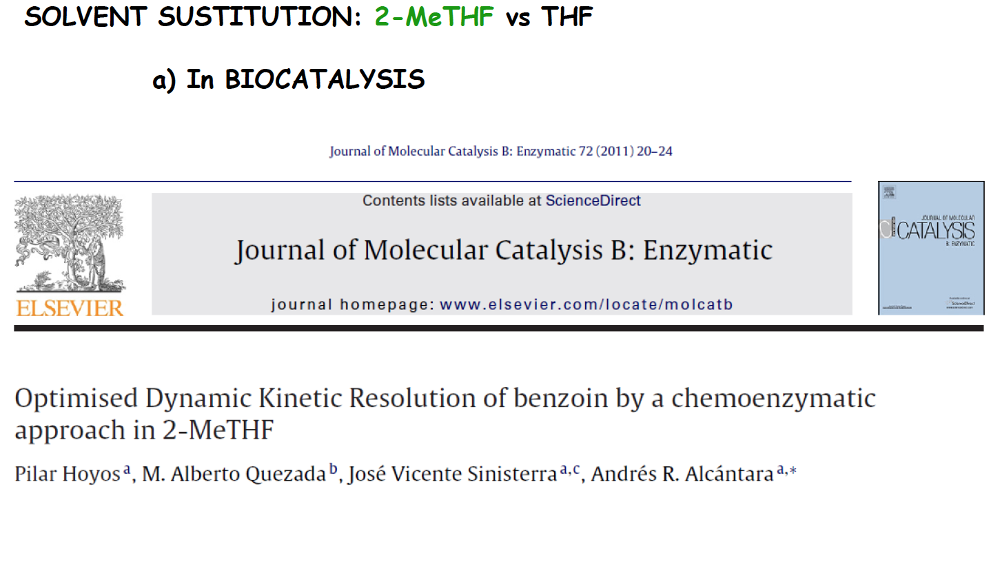 SOLVENT SUSTITUTION: 2-MeTHF vs THF
a) In BIOCATALYSIS
Journal of Molecular Catalysis B: Enzymatic 72 (2011) 20–24
Contents lists available at ScienceDirect
Journal of Molecular Catalysis B: Enzymatic
journal homepage: www.elsevier.com/locate/molcatb
ELSEVIER
JOURNAL OF MOLECULAR
CATALYSIS
B: ENZYMATIC
ScienceDirect
Optimised Dynamic Kinetic Resolution of benzoin by a chemoenzymatic
approach in 2-MeTHF
Pilar Hoyos a, M. Alberto Quezada b, José Vicente Sinisterra a,c, Andrés R. Alcántara a,*